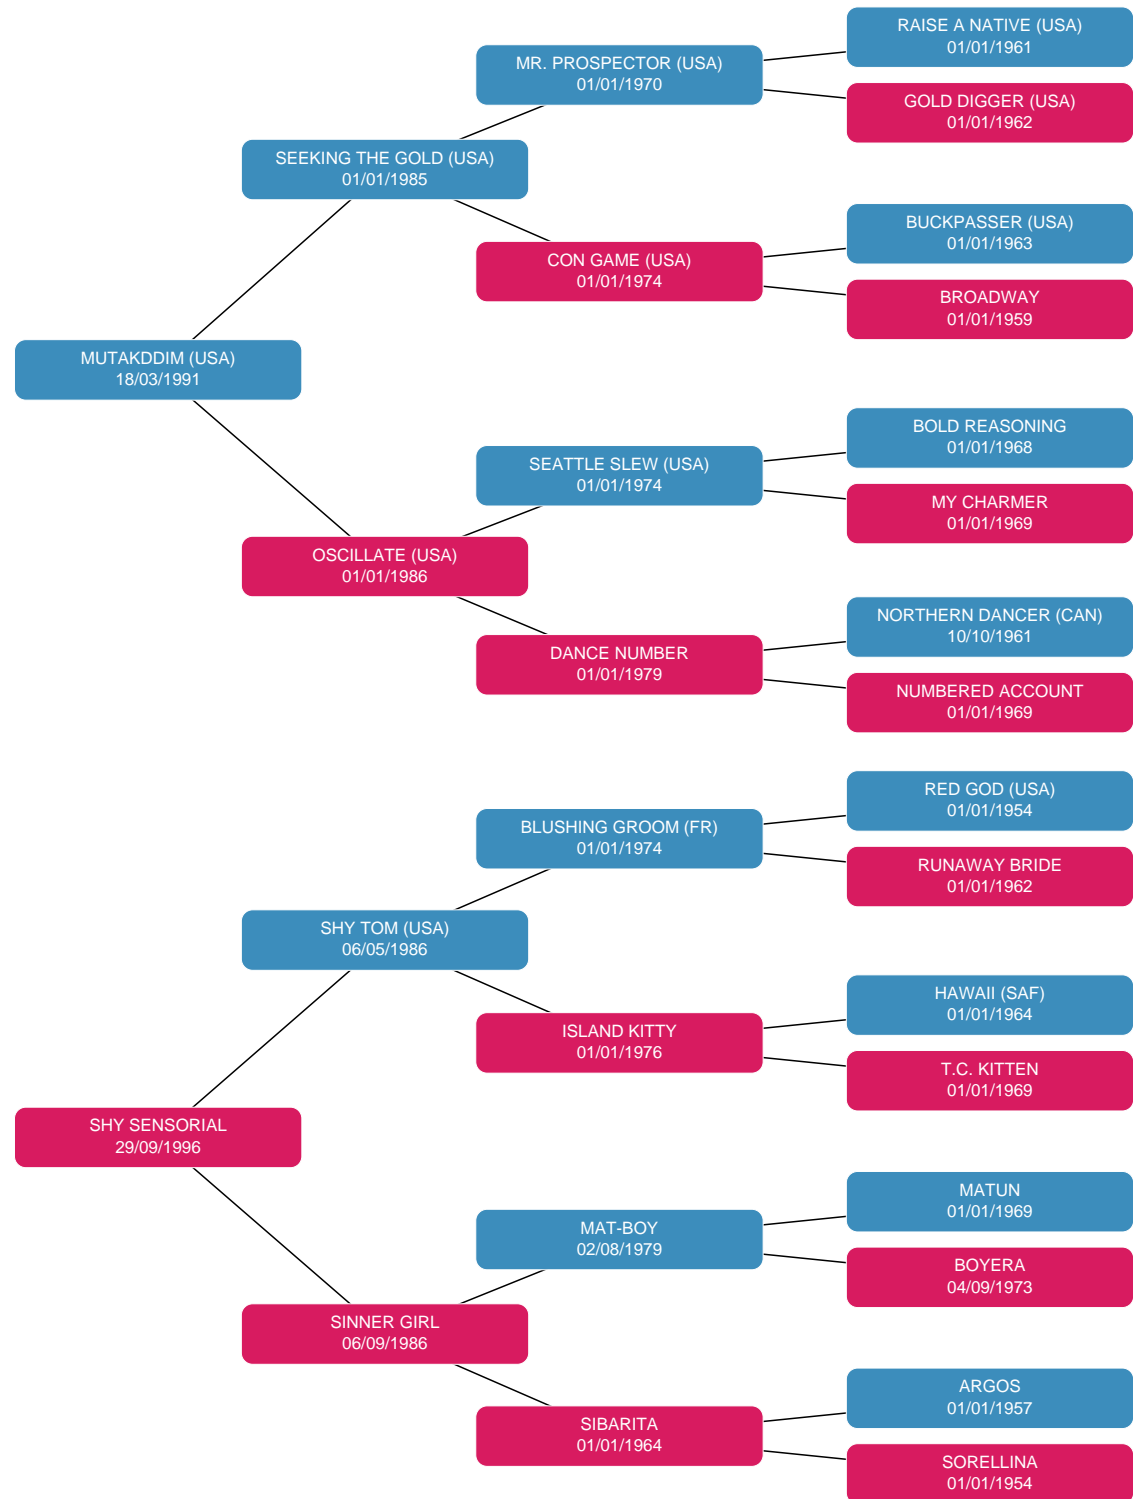 RAISE A NATIVE (USA)
01/01/1961
MR. PROSPECTOR (USA)
01/01/1970
GOLD DIGGER (USA)
01/01/1962
SEEKING THE GOLD (USA)
01/01/1985
BUCKPASSER (USA)
01/01/1963
CON GAME (USA)
01/01/1974
BROADWAY
01/01/1959
MUTAKDDIM (USA)
18/03/1991
BOLD REASONING
01/01/1968
SEATTLE SLEW (USA)
01/01/1974
MY CHARMER
01/01/1969
OSCILLATE (USA)
01/01/1986
NORTHERN DANCER (CAN)
10/10/1961
DANCE NUMBER
01/01/1979
NUMBERED ACCOUNT
01/01/1969
RED GOD (USA)
01/01/1954
BLUSHING GROOM (FR)
01/01/1974
RUNAWAY BRIDE
01/01/1962
SHY TOM (USA)
06/05/1986
HAWAII (SAF)
01/01/1964
ISLAND KITTY
01/01/1976
T.C. KITTEN
01/01/1969
SHY SENSORIAL
29/09/1996
MATUN
01/01/1969
MAT-BOY
02/08/1979
BOYERA
04/09/1973
SINNER GIRL
06/09/1986
ARGOS
01/01/1957
SIBARITA
01/01/1964
SORELLINA
01/01/1954